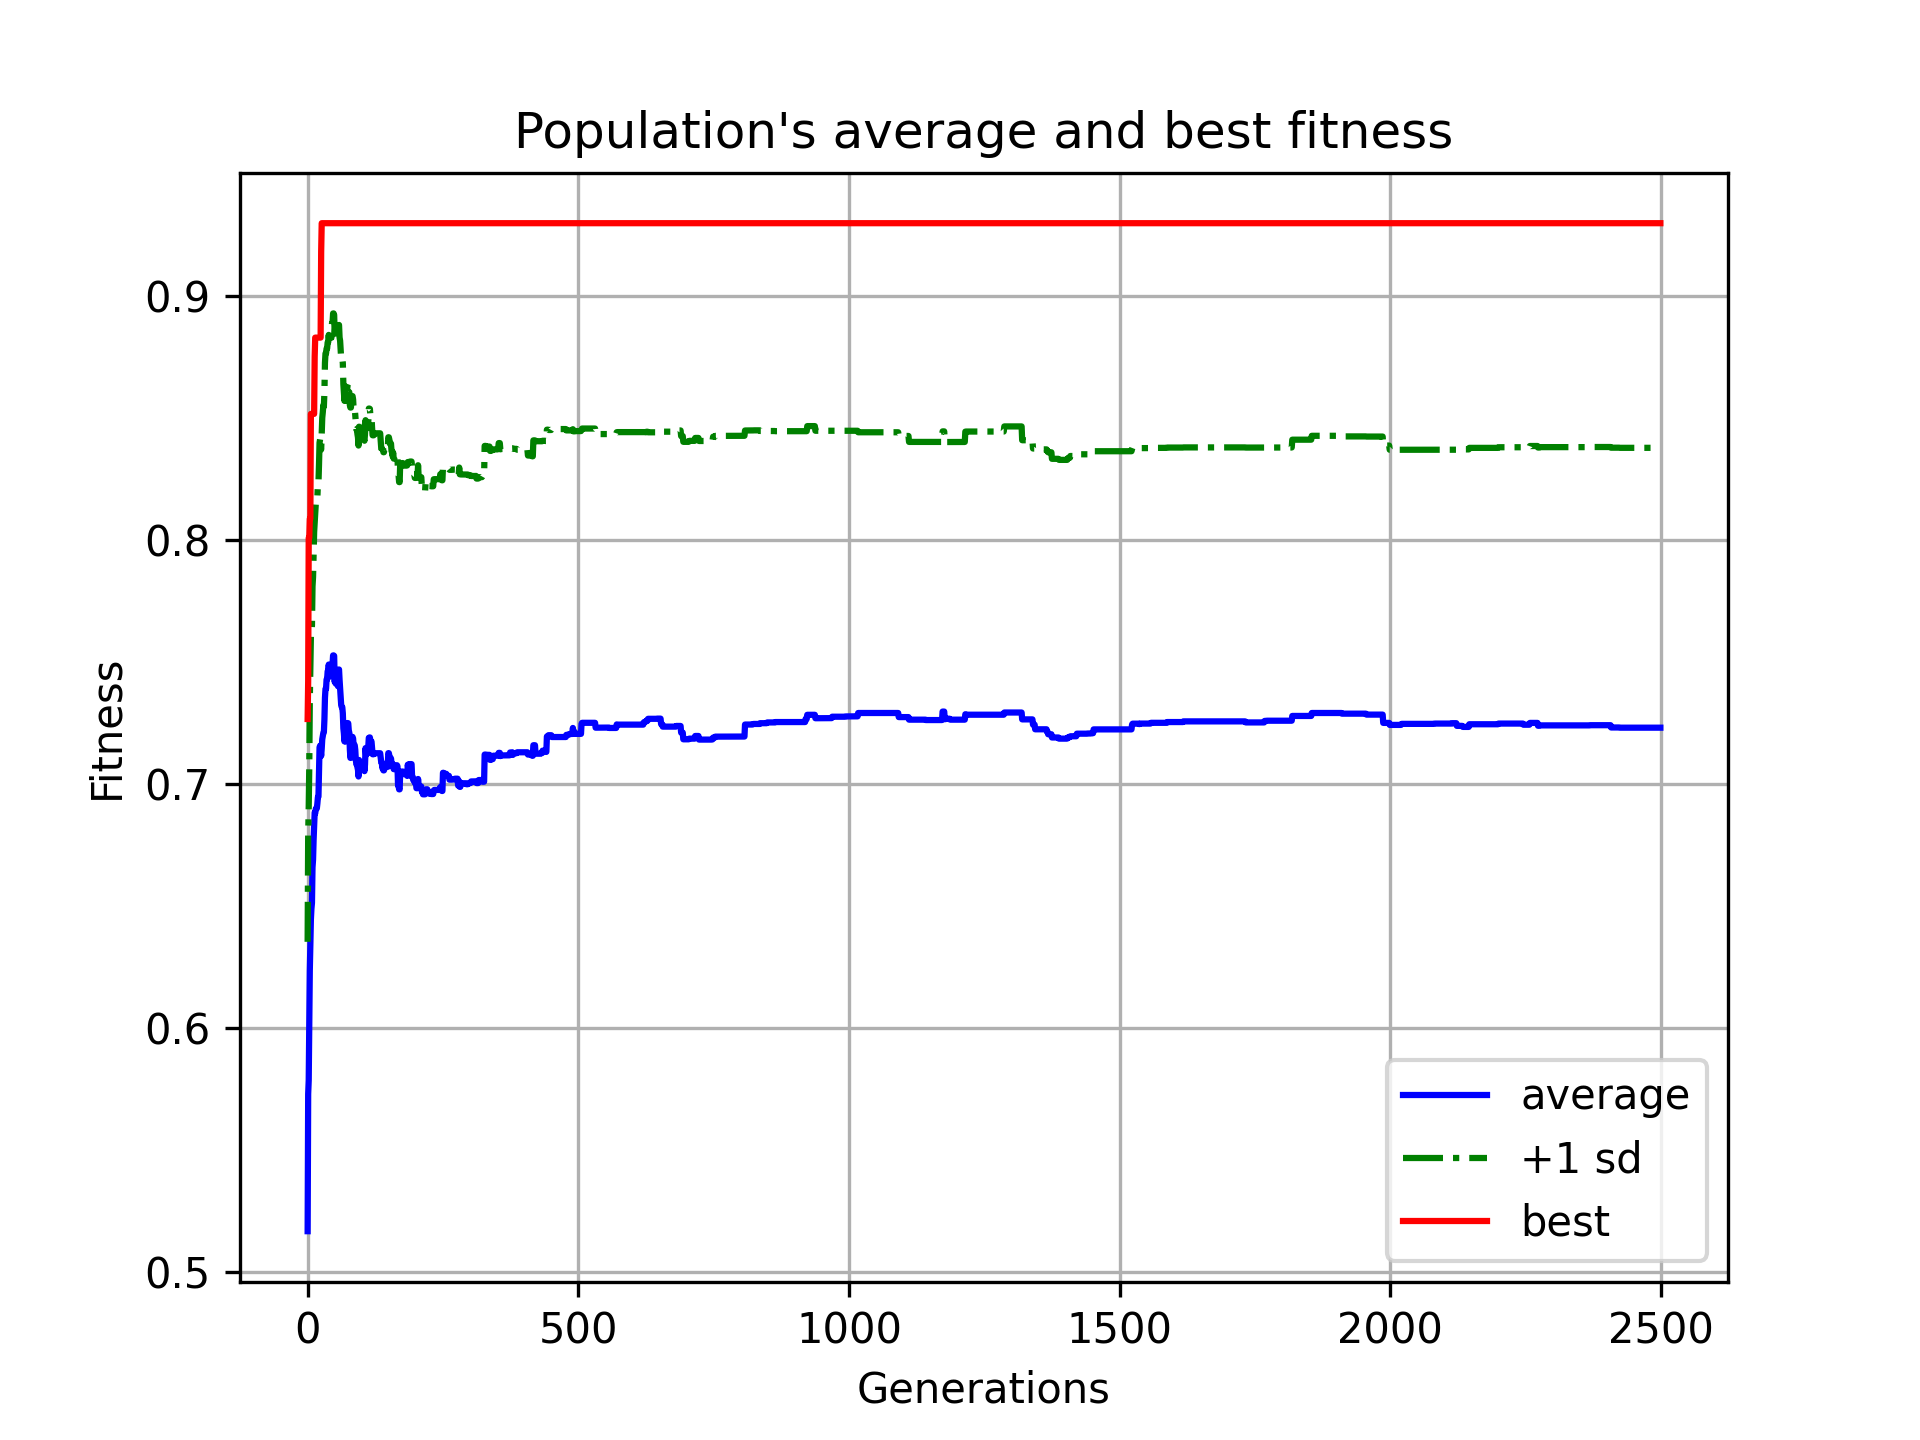 Population's average and best fitness
Fitness
0.9
0.8
0.7
0.6
0.5
average
+1 sd
best
0 500 1000 1500 2000 2500
Generations